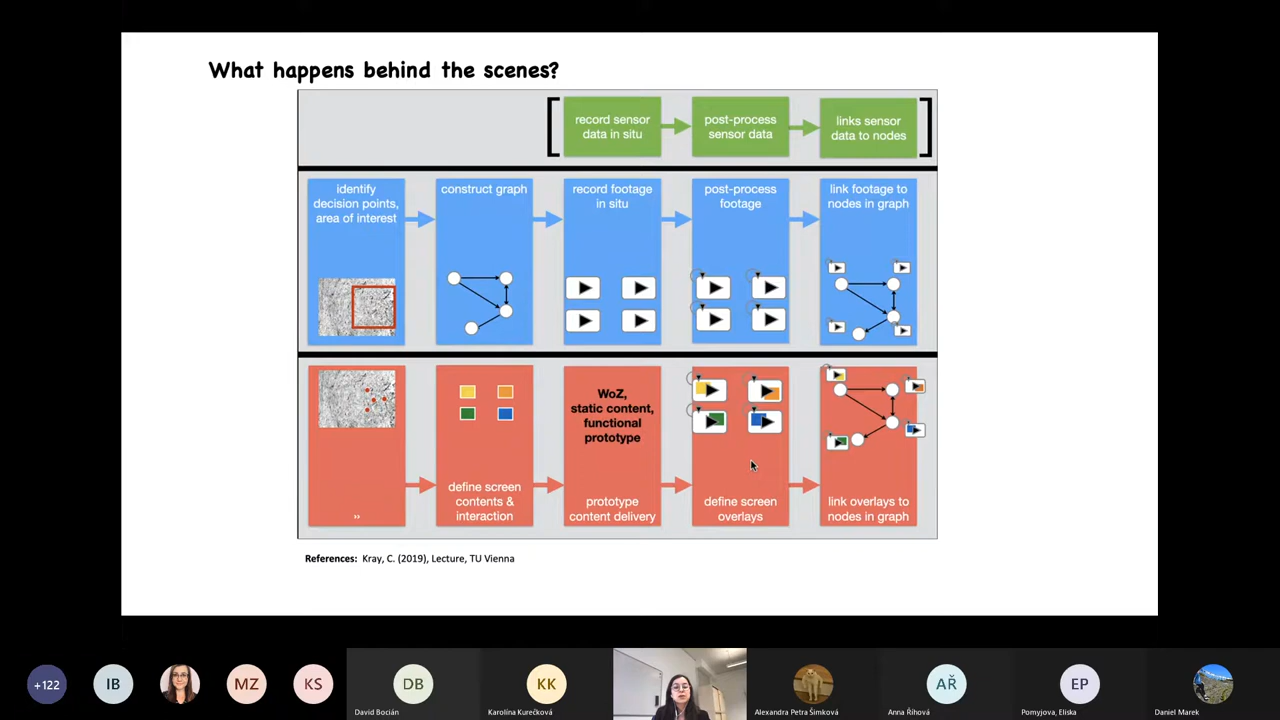 What happens behind the scenes?
record sensor
data in situ
post-process
sensor data
links sensor
data to nodes
identify
decision points,
area of interest
construct graph
record footage
in situ
post-process
footage
link footage to
nodes in graph
››
define screen
contents &
interaction
WoZ,
static content,
functional
prototype
prototype
content delivery
define screen
overlays
link overlays to
nodes in graph
References: Kray, C. (2019), Lecture, TU Vienna
+122
IB
MZ
KS
DB
David Bocián
KK
Karolína Kurečková
Alexandra Petra Šimková
AŘ
Anna Říhová
EP
Pomyjova, Eliska
Daniel Marek